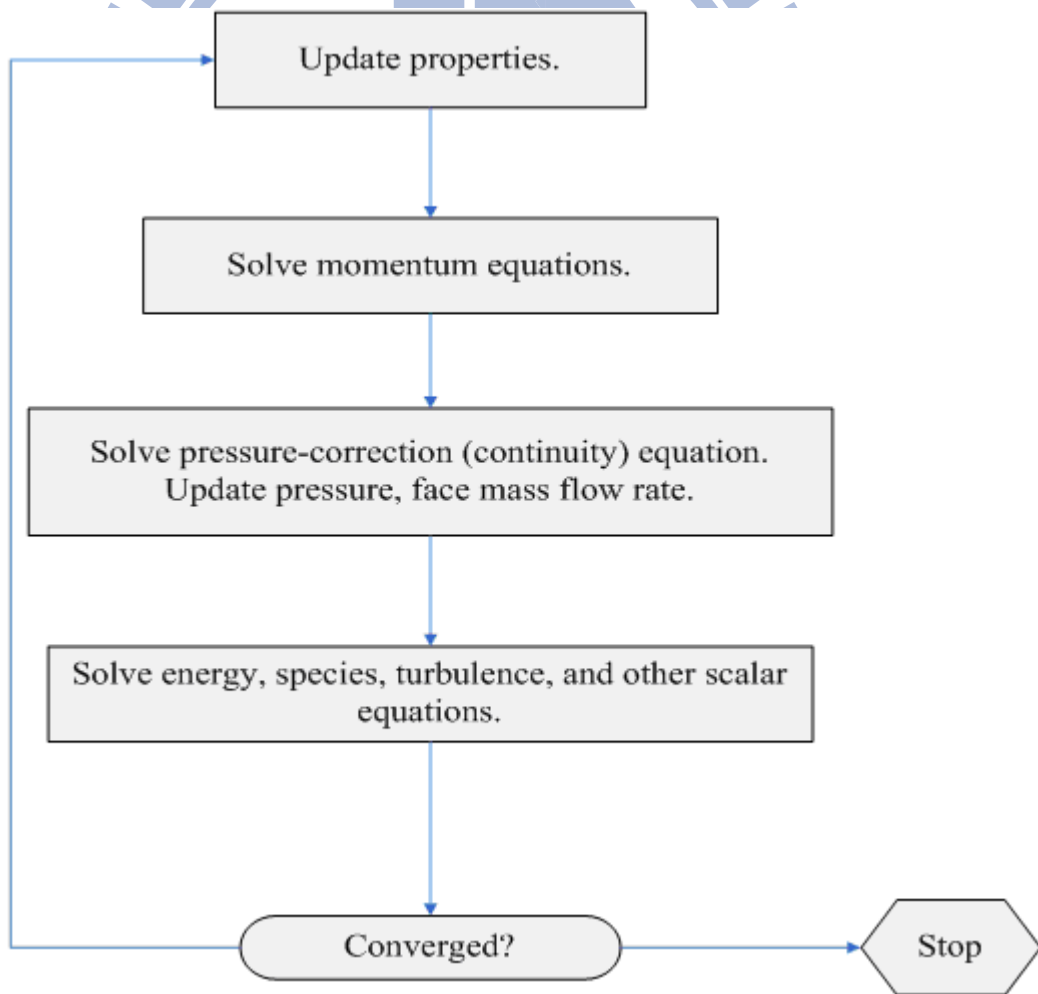 Update properties.
Solve momentum equations.
Solve pressure-correction (continuity) equation.
Update pressure, face mass flow rate.
Solve energy, species, turbulence, and other scalar
equations.
Converged?
Stop